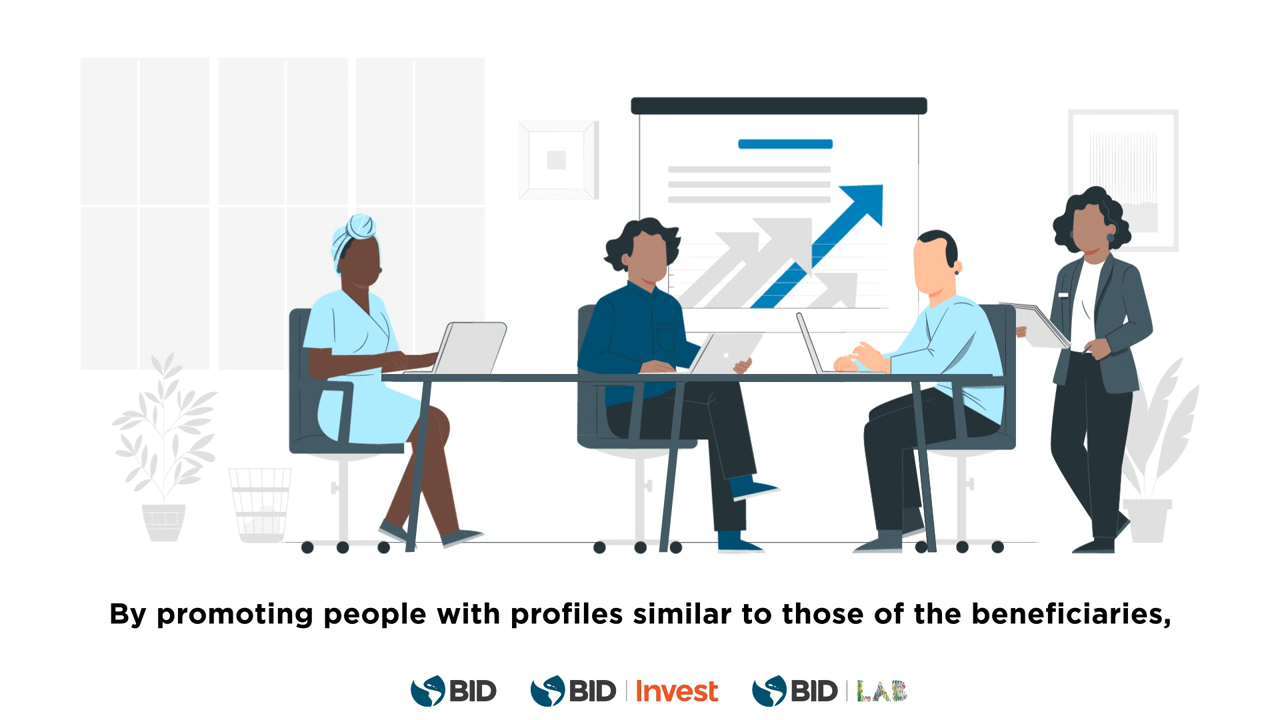 By promoting people with profiles similar to those of the beneficiaries,
BID BID Invest BID LAB